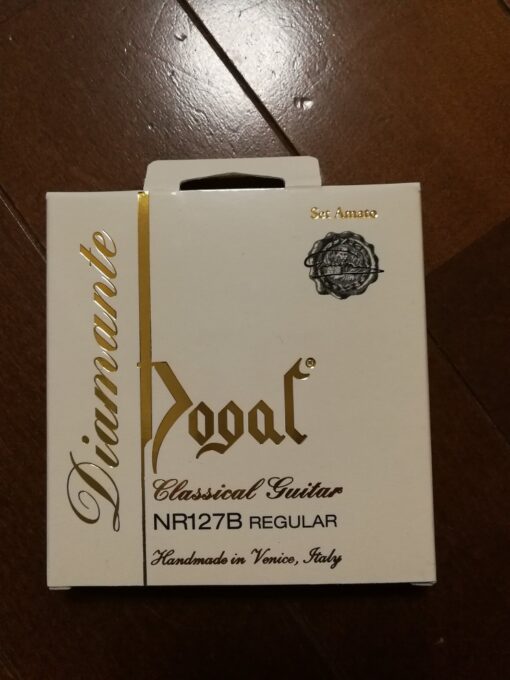 Set Amato
Diamante
Dogal®
Classical Guitar
NR127B REGULAR
Handmade in Venice, Italy